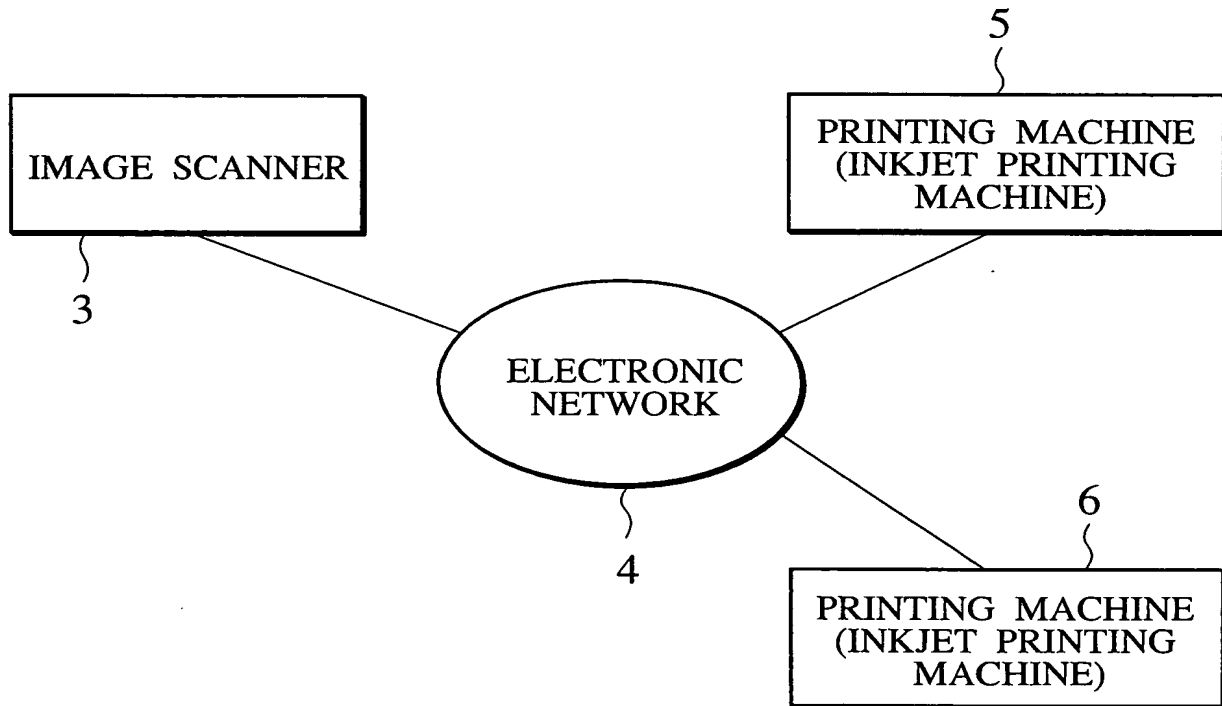 5
IMAGE SCANNER
PRINTING MACHINE
(INKJET PRINTING
MACHINE)
3
ELECTRONIC
NETWORK
4
6
PRINTING MACHINE
(INKJET PRINTING
MACHINE)